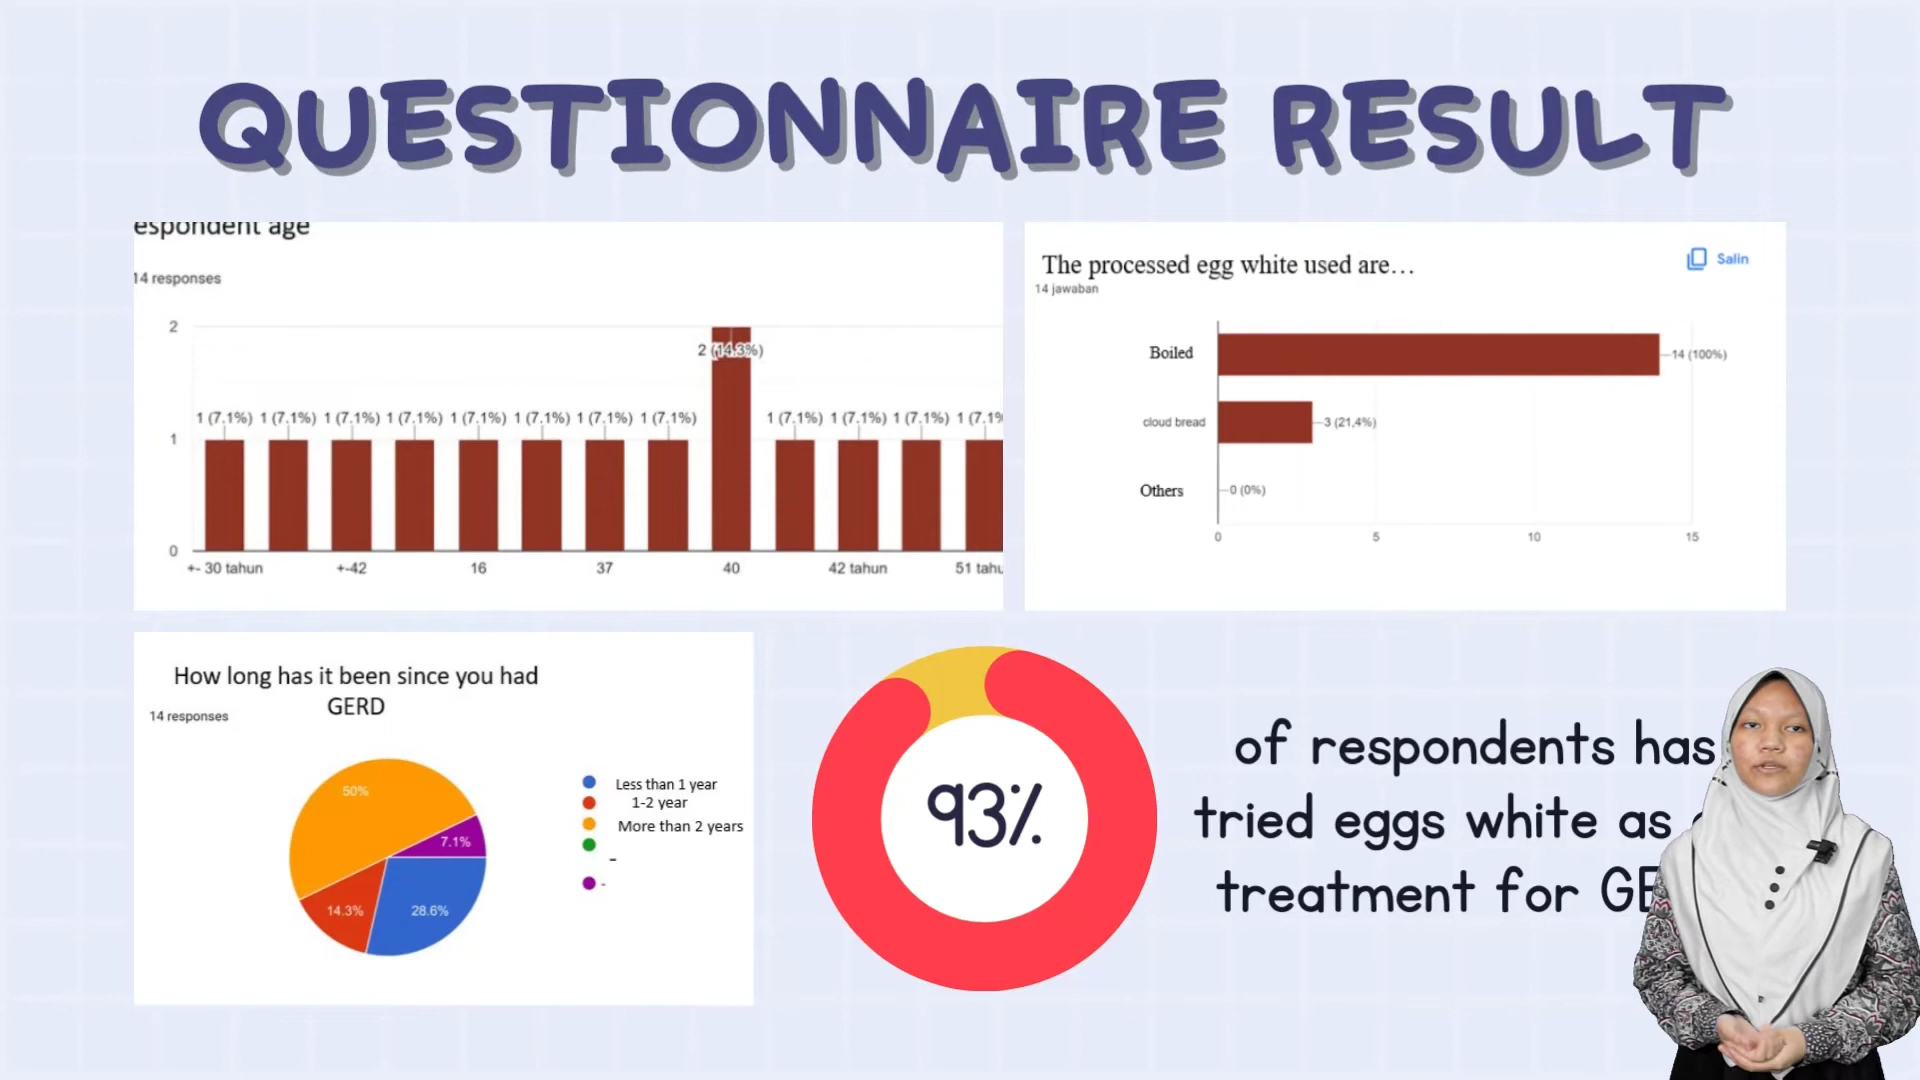 QUESTIONNAIRE RESULT
espondent age
14 responses
2
2 (14.3%)
1 (7.1%) 1 (7.1%) 1 (7.1%) 1 (7.1%) 1 (7.1%) 1 (7.1%) 1 (7.1%) 1 (7.1%) 1 (7.1%) 1 (7.1%) 1 (7.1%) 1 (7.1%
1
0
+- 30 tahun +-42 16 37 40 42 tahun 51 tahu
The processed egg white used are...
Salin
14 jawaban
Boiled 14 (100%)
cloud bread 3 (21,4%)
Others 0 (0%)
0 5 10 15
How long has it been since you had
GERD
14 responses
50%
7.1%
14.3%
28.6%
Less than 1 year
1-2 year
More than 2 years
-
-
93%
of respondents has
tried eggs white as
treatment for